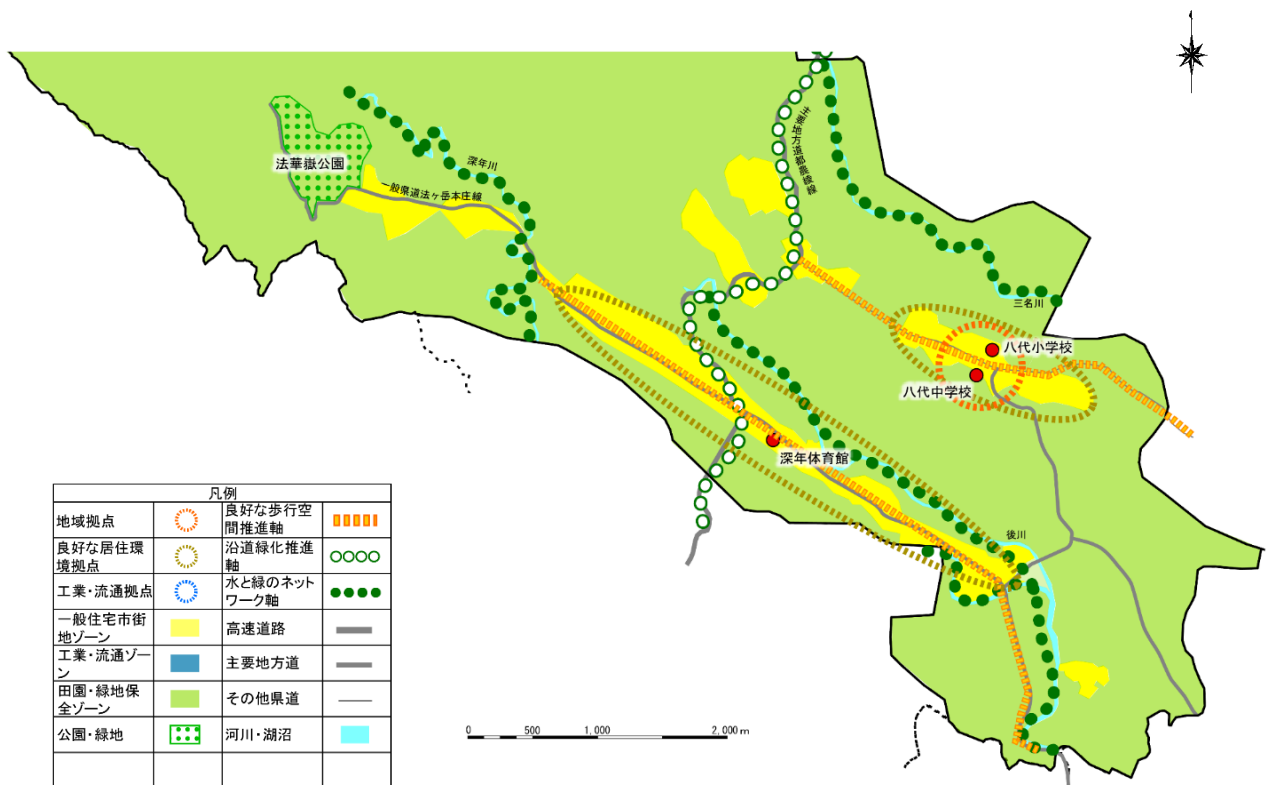 主要地方道都農綾線
法華嶽公園
深年川
一般県道法ヶ岳本庄線
三名川
八代小学校
八代中学校
深年体育館
後川
凡例
地域拠点
良好な歩行空
間推進軸
良好な居住環
境拠点
沿道緑化推進
軸
工業・流通拠点
水と緑のネット
ワーク軸
一般住宅市街
地ゾーン
高速道路
工業・流通ゾー
ン
主要地方道
田園・緑地保
全ゾーン
その他県道
公園・緑地
河川・湖沼
0 500 1,000 2,000 m